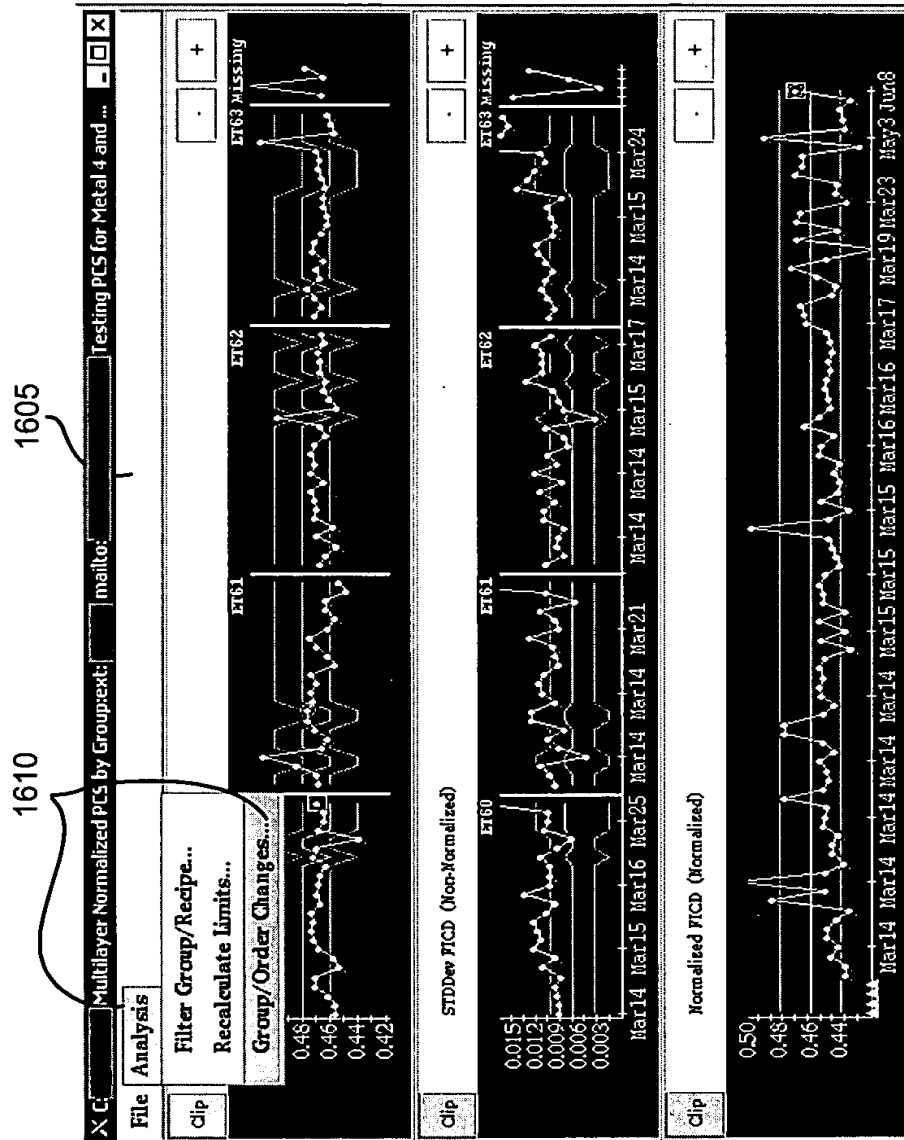 1605
1610
X C: Multilayer Normalized PCS by Group:ext: mailto: Testing PCS for Metal 4 and ... _ □ X
File Analysis
Filter Group/Recipe...
Recalculate Limits...
Group/Order Changes...
Clip . +
ET61 ET62 ET63 Missing
0.48
0.46
0.44
0.42
STDDev FICD (Non-Normalized)
Clip . +
ET60 ET61 ET62 ET63 Missing
0.015
0.012
0.009
0.006
0.003
Mar14 Mar15 Mar16 Mar25 Mar14 Mar14 Mar21 Mar14 Mar14 Mar15 Mar17 Mar14 Mar15 Mar24
Normalized FICD (Normalized)
Clip . +
0.50
0.48
0.46
0.44
Mar14 Mar14 Mar14 Mar14 Mar14 Mar15 Mar15 Mar15 Mar16 Mar16 Mar17 Mar19 Mar23 May3 Jun8